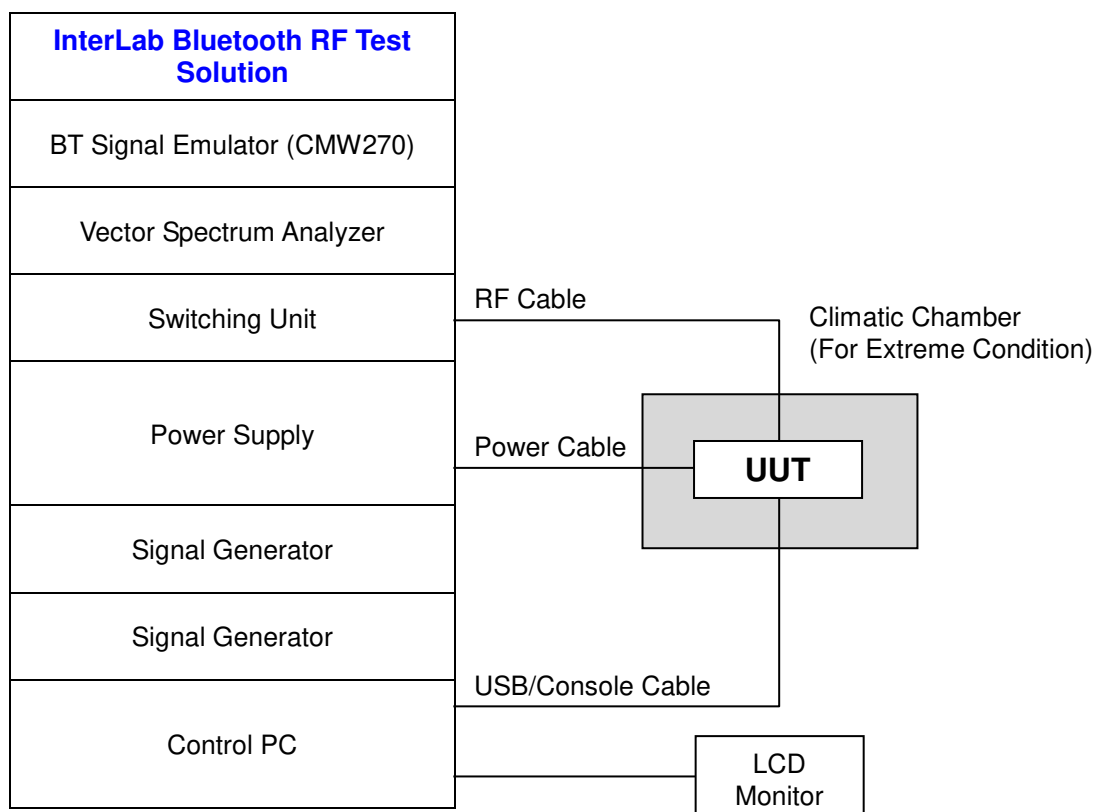 InterLab Bluetooth RF Test
Solution
BT Signal Emulator (CMW270)
Vector Spectrum Analyzer
Switching Unit
Power Supply
Signal Generator
Signal Generator
Control PC
RF Cable
Climatic Chamber
(For Extreme Condition)
Power Cable
UUT
USB/Console Cable
LCD
Monitor